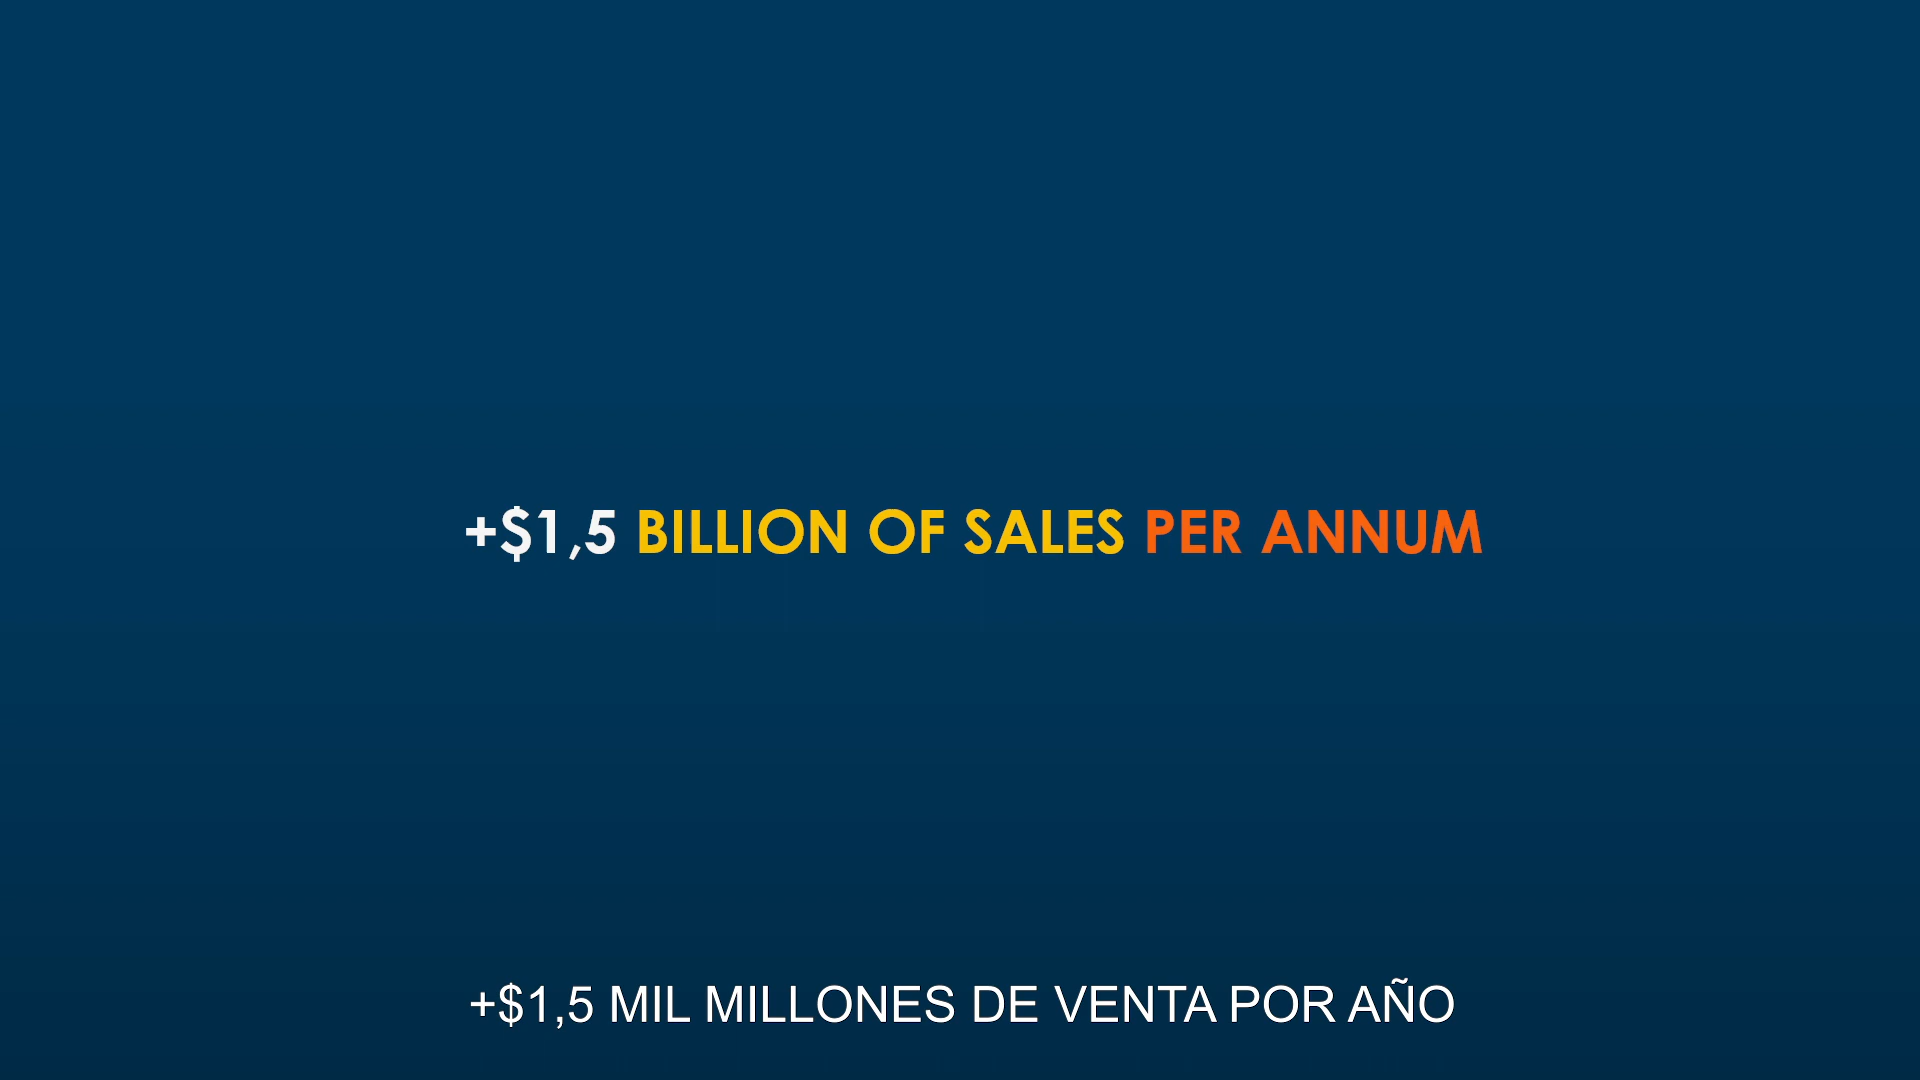 +$1,5 BILLION OF SALES PER ANNUM
+$1,5 MIL MILLONES DE VENTA POR AÑO